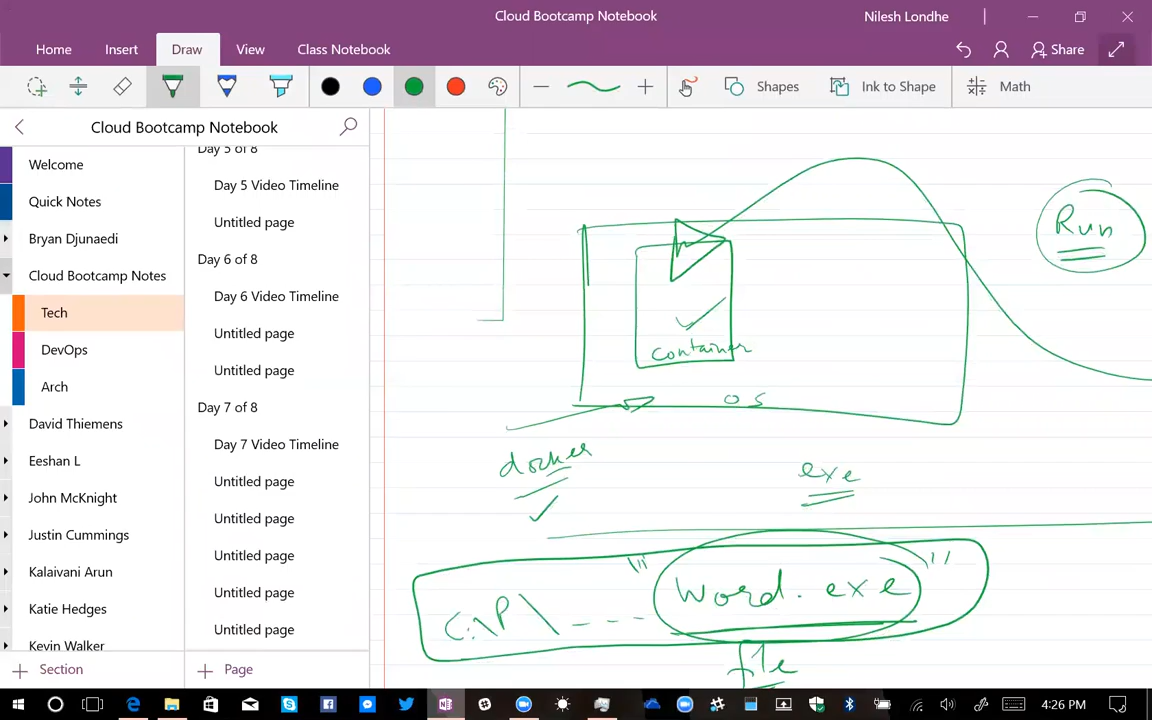 Cloud Bootcamp Notebook
Nilesh Londhe
Home
Insert
Draw
View
Class Notebook
Share
Shapes
Ink to Shape
Math
Cloud Bootcamp Notebook
Welcome
Quick Notes
Bryan Djunaedi
Cloud Bootcamp Notes
Tech
DevOps
Arch
David Thiemens
Eeshan L
John McKnight
Justin Cummings
Kalaivani Arun
Katie Hedges
Kevin Walker
Section
Day 5 of 8
Day 5 Video Timeline
Untitled page
Day 6 of 8
Day 6 Video Timeline
Untitled page
Untitled page
Day 7 of 8
Day 7 Video Timeline
Untitled page
Untitled page
Untitled page
Untitled page
Untitled page
Page
Run
container
OS
docker
exe
C:\P\ - - - "Word.exe"
file
4:26 PM